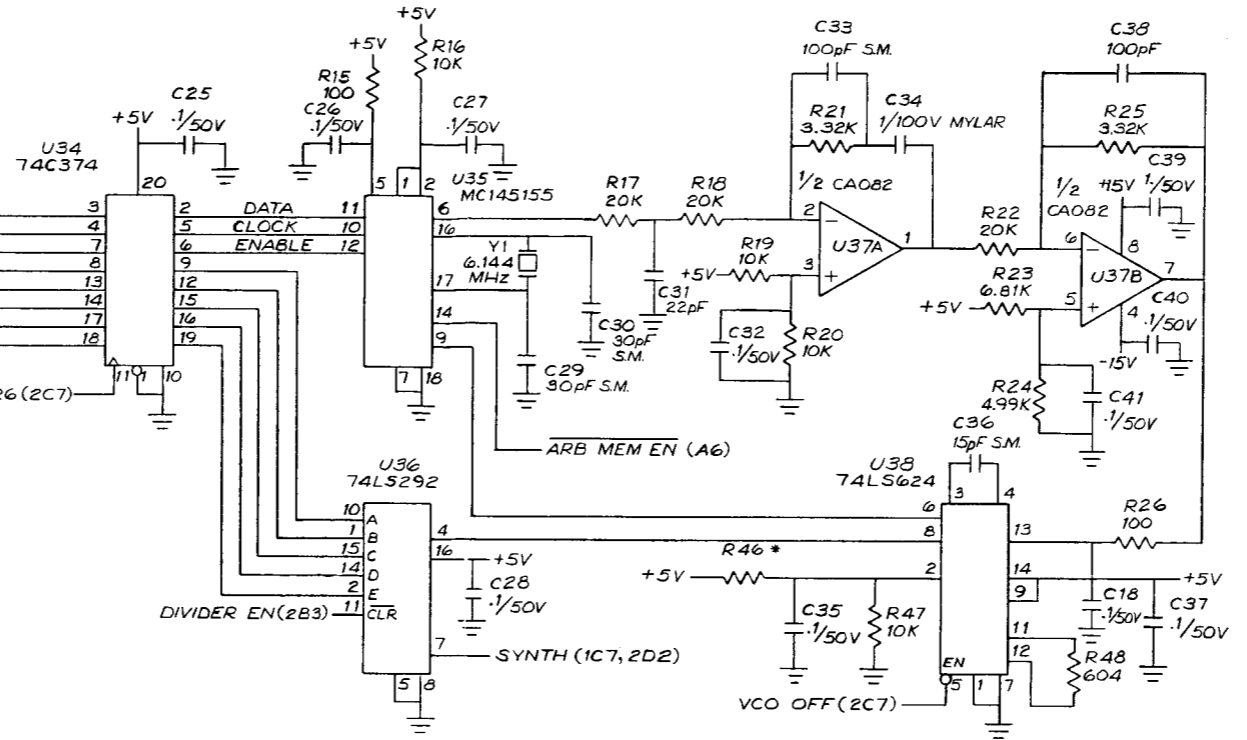 +5V
R16
10K
+5V
R15
100
C25
.1/50V
+5V
U34
74C374
20
3
4
7
8
13
14
17
18
2
5
6
9
12
15
16
19
11
1
10
26 (2C7)
DATA
CLOCK
ENABLE
C26
.1/50V
C27
.1/50V
5
1
2
U35
MC145155
11
10
12
6
16
17
14
9
7
18
Y1
6.144
MHz
R17
20K
R18
20K
C31
22pF
C30
30pF
S.M.
C29
30pF S.M.
ARB MEM EN (A6)
C33
100pF S.M.
R21
3.32K
C34
1/100V MYLAR
1/2 CA082
2
3
1
U37A
+5V
R19
10K
C32
.1/50V
R20
10K
C38
100pF
R25
3.32K
C39
.1/50V
+15V
1/2
CA082
R22
20K
R23
6.81K
+5V
6
5
8
7
4
U37B
C40
.1/50V
-15V
R24
4.99K
C41
.1/50V
U36
74LS292
10
1
15
14
2
11
A
B
C
D
E
CLR
4
16
+5V
C28
.1/50V
7
5
8
DIVIDER EN (2B3)
SYNTH (1C7, 2D2)
C36
15pF S.M.
U38
74LS624
3
4
6
8
2
13
14
9
11
12
EN
5
1
7
R26
100
+5V
R46 *
C35
.1/50V
R47
10K
C18
.1/50V
+5V
C37
.1/50V
R48
604
VCO OFF (2C7)